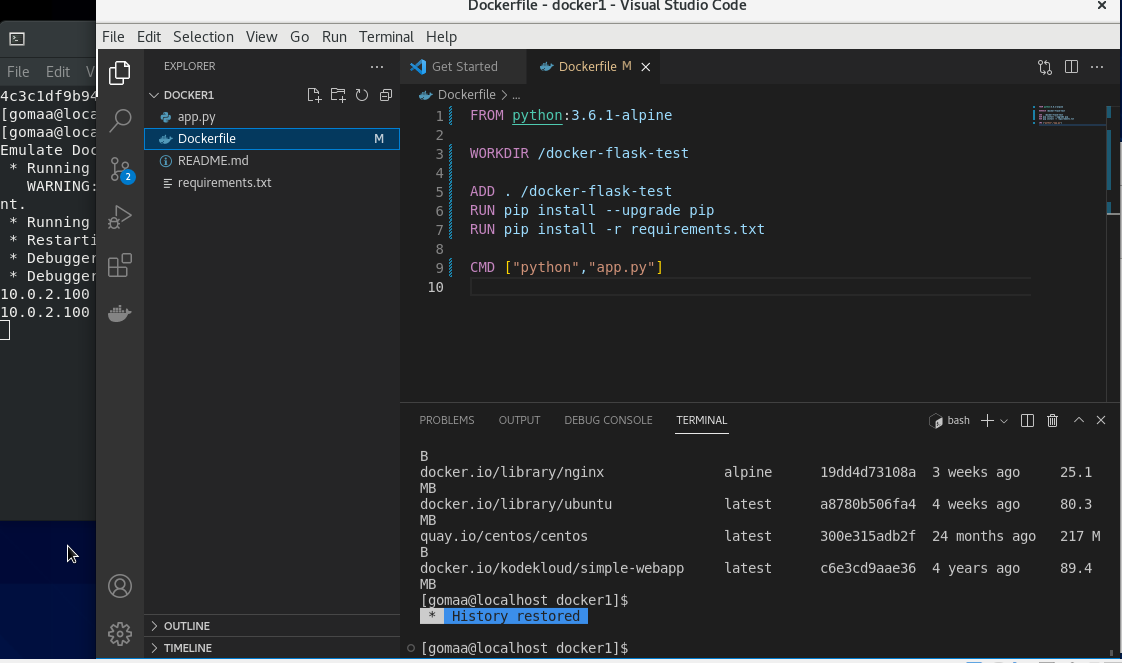 Dockerfile - docker1 - Visual Studio Code
File Edit Selection View Go Run Terminal Help
File Edit V
4c3c1df9b94
[gomaa@loca
[gomaa@loca
Emulate Doc
* Running
WARNING:
nt.
* Running
* Restarti
* Debugger
* Debugger
10.0.2.100
10.0.2.100
2
EXPLORER
DOCKER1
app.py
Dockerfile M
README.md
requirements.txt
OUTLINE
TIMELINE
Get Started Dockerfile M
Dockerfile > ...
1 FROM python:3.6.1-alpine
2
3 WORKDIR /docker-flask-test
4
5 ADD . /docker-flask-test
6 RUN pip install --upgrade pip
7 RUN pip install -r requirements.txt
8
9 CMD ["python","app.py"]
10
PROBLEMS OUTPUT DEBUG CONSOLE TERMINAL bash
B
docker.io/library/nginx alpine 19dd4d73108a 3 weeks ago 25.1
MB
docker.io/library/ubuntu latest a8780b506fa4 4 weeks ago 80.3
MB
quay.io/centos/centos latest 300e315adb2f 24 months ago 217 M
B
docker.io/kodekloud/simple-webapp latest c6e3cd9aae36 4 years ago 89.4
MB
[gomaa@localhost docker1]$
* History restored
[gomaa@localhost docker1]$